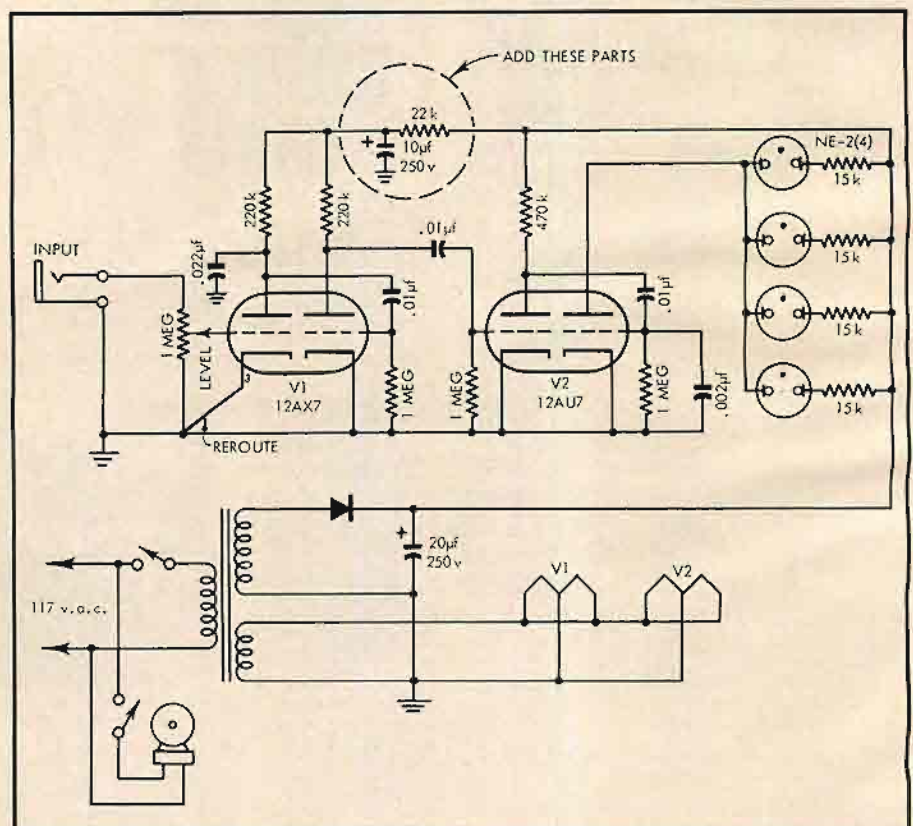 ADD THESE PARTS
22k
+
10µf
250 v
NE-2(4)
15k
220k
220k
470k
15k
.01µf
INPUT
.022µf
.01µf
.01µf
15k
1 MEG
LEVEL
3
V1
12AX7
1 MEG
1 MEG
V2
12AU7
1 MEG
.002µf
15k
REROUTE
+
20µf
250 v
V1
V2
117 v.a.c.